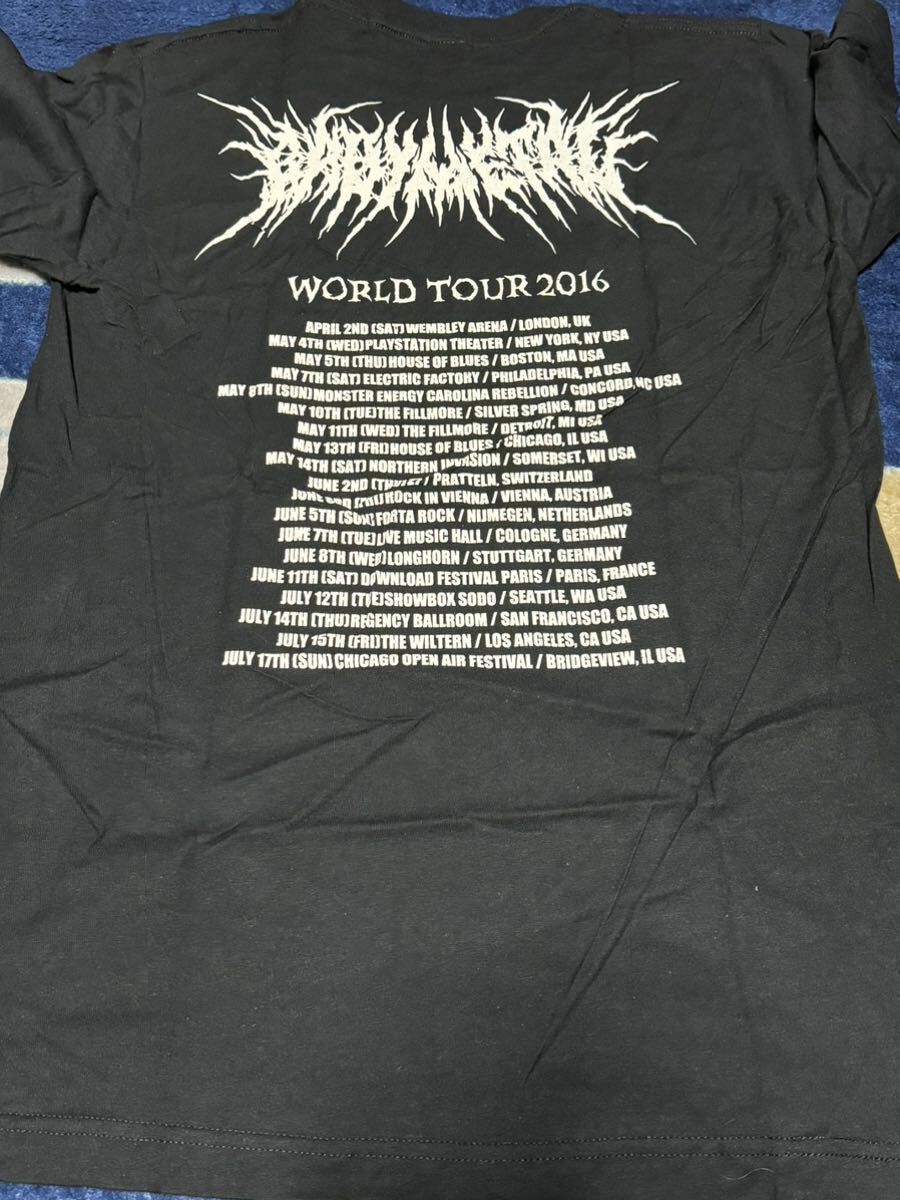 BABYMETAL
WORLD TOUR 2016
APRIL 2ND (SAT) WEMBLEY ARENA / LONDON, UK
MAY 4TH (WED) PLAYSTATION THEATER / NEW YORK, NY USA
MAY 5TH (THU) HOUSE OF BLUES / BOSTON, MA USA
MAY 7TH (SAT) ELECTRIC FACTORY / PHILADELPHIA, PA USA
MAY 8TH (SUN) MONSTER ENERGY CAROLINA REBELLION / CONCORD, NC USA
MAY 10TH (TUE) THE FILLMORE / SILVER SPRING, MD USA
MAY 11TH (WED) THE FILLMORE / DETROIT, MI USA
MAY 13TH (FRI) HOUSE OF BLUES / CHICAGO, IL USA
MAY 14TH (SAT) NORTHERN INVASION / SOMERSET, WI USA
JUNE 2ND (THU) / PRATTELN, SWITZERLAND
JUNE 3RD (FRI) ROCK IN VIENNA / VIENNA, AUSTRIA
JUNE 5TH (SUN) FORTA ROCK / NIJMEGEN, NETHERLANDS
JUNE 7TH (TUE) LIVE MUSIC HALL / COLOGNE, GERMANY
JUNE 8TH (WED) LONGHORN / STUTTGART, GERMANY
JUNE 11TH (SAT) DOWNLOAD FESTIVAL PARIS / PARIS, FRANCE
JULY 12TH (TUE) SHOWBOX SODO / SEATTLE, WA USA
JULY 14TH (THU) REGENCY BALLROOM / SAN FRANCISCO, CA USA
JULY 15TH (FRI) THE WILTERN / LOS ANGELES, CA USA
JULY 17TH (SUN) CHICAGO OPEN AIR FESTIVAL / BRIDGEVIEW, IL USA